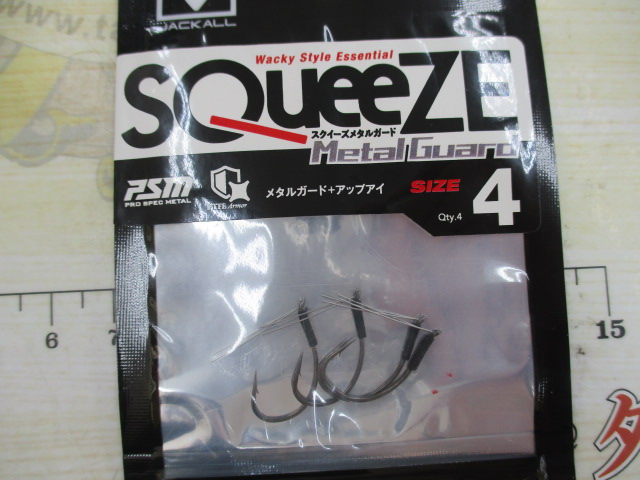 JACKALL
Wacky Style Essential
SQueeZE
スクイーズメタルガード
Metal Guard
PSM
PRO SPEC METAL
メタルガード+アップアイ
SIZE 4
Qty.4
6
7
15
タ